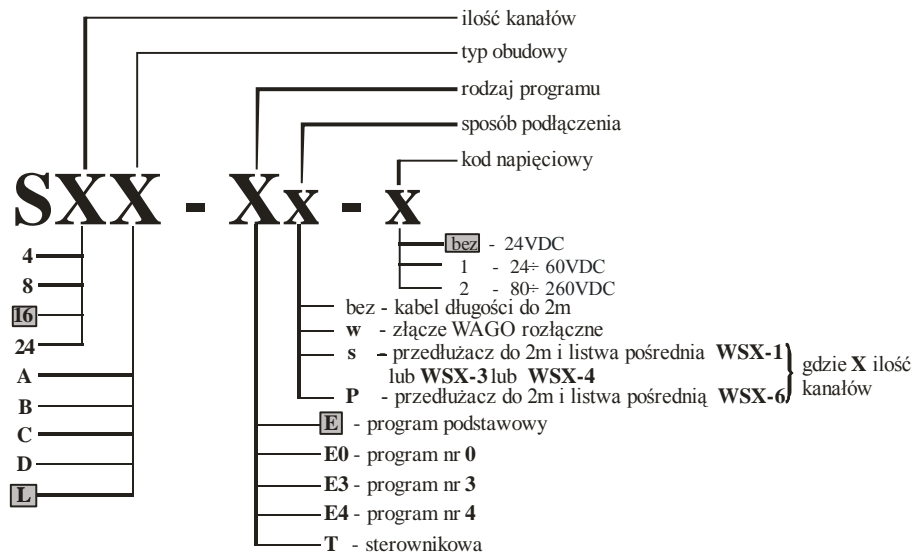 ilość kanałów
typ obudowy
rodzaj programu
sposób podłączenia
kod napięciowy
SXX - Xx - x
bez - 24VDC
1 - 24÷ 60VDC
2 - 80÷ 260VDC
4
8
16
24
A
B
C
D
L
bez - kabel długości do 2m
w - złącze WAGO rozłączne
s - przedłużacz do 2m i listwa pośrednia WSX-1
lub WSX-3 lub WSX-4
P - przedłużacz do 2m i listwa pośrednią WSX-6
gdzie X ilość
kanałów
E - program podstawowy
E0 - program nr 0
E3 - program nr 3
E4 - program nr 4
T - sterownikowa